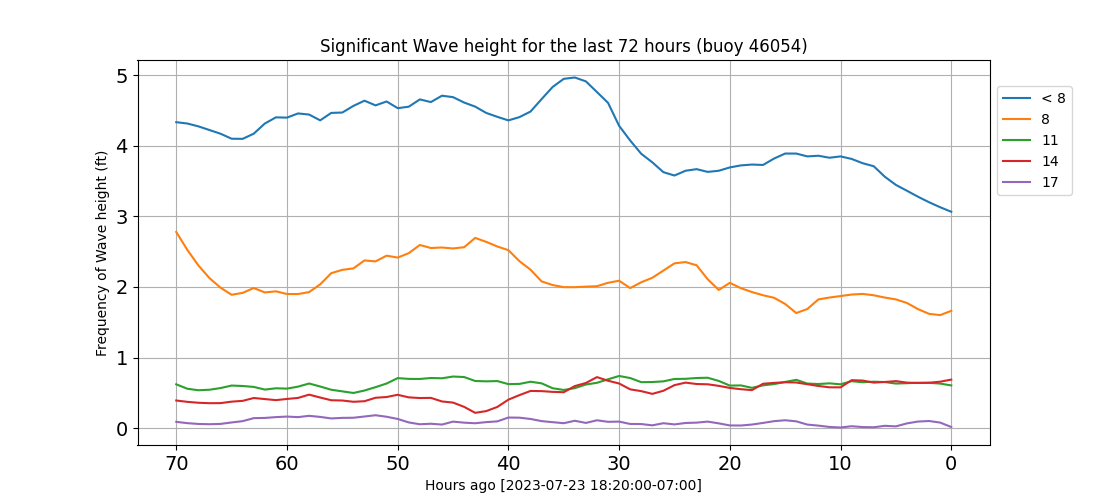 Significant Wave height for the last 72 hours (buoy 46054)
Frequency of Wave height (ft)
5
4
3
2
1
0
70 60 50 40 30 20 10 0
Hours ago [2023-07-23 18:20:00-07:00]
< 8
8
11
14
17